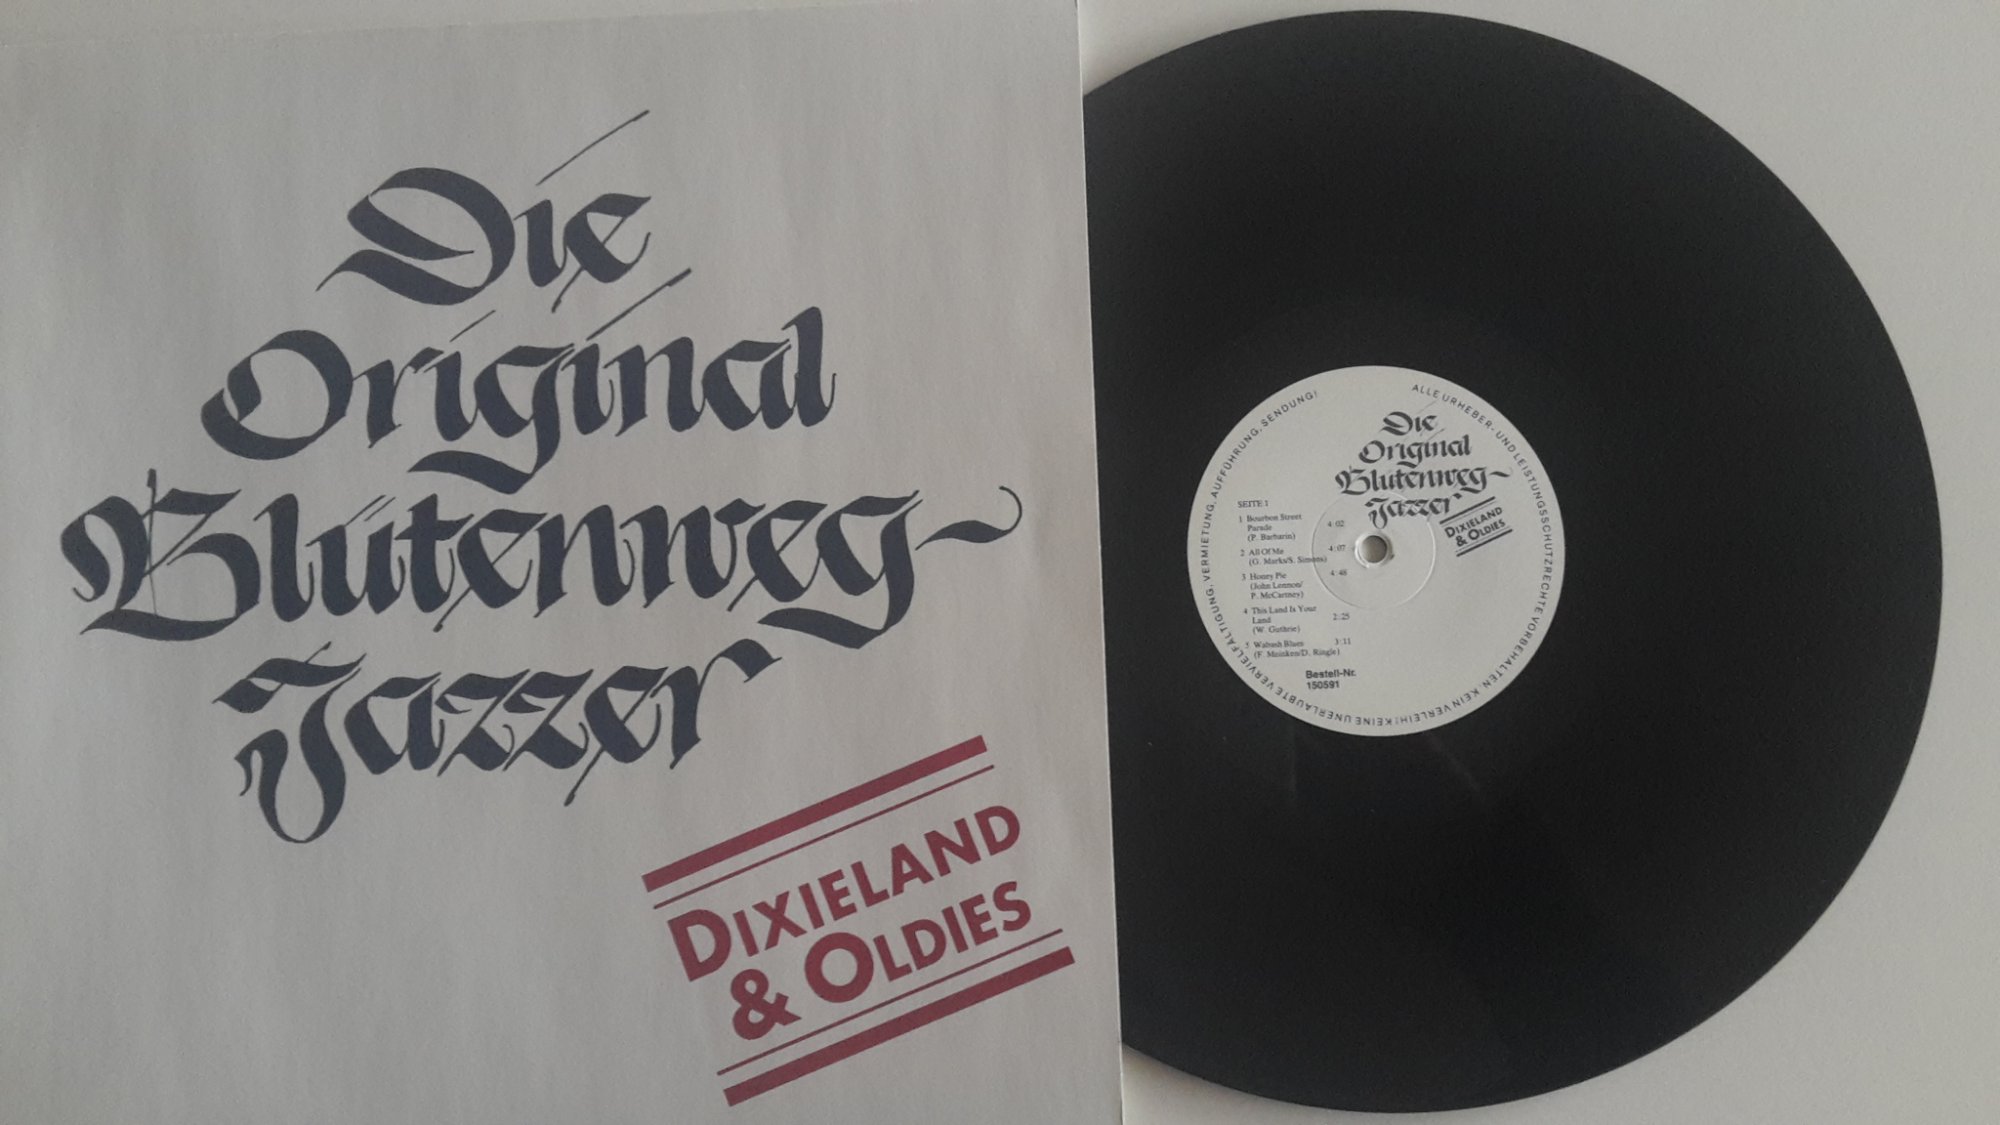 Die
Original
Blütenweg-
Jazzer
DIXIELAND
& OLDIES
ALLE URHEBER- UND LEISTUNGSSCHUTZRECHTE VORBEHALTEN. KEIN VERLEIH! KEINE UNERLAUBTE VERVIELFÄLTIGUNG, VERMIETUNG, AUFFÜHRUNG, SENDUNG!
Die
Original
Blütenweg-
Jazzer
DIXIELAND
& OLDIES
SEITE 1
1 Bourbon Street
Parade 4:02
(P. Barbarin)
2 All Of Me 4:07
(G. Marks/S. Simons)
3 Honey Pie 4:48
(John Lennon/
P. McCartney)
4 This Land Is Your
Land 2:25
(W. Guthrie)
5 Wabash Blues 3:11
(F. Meinken/D. Ringle)
Bestell-Nr.
150591